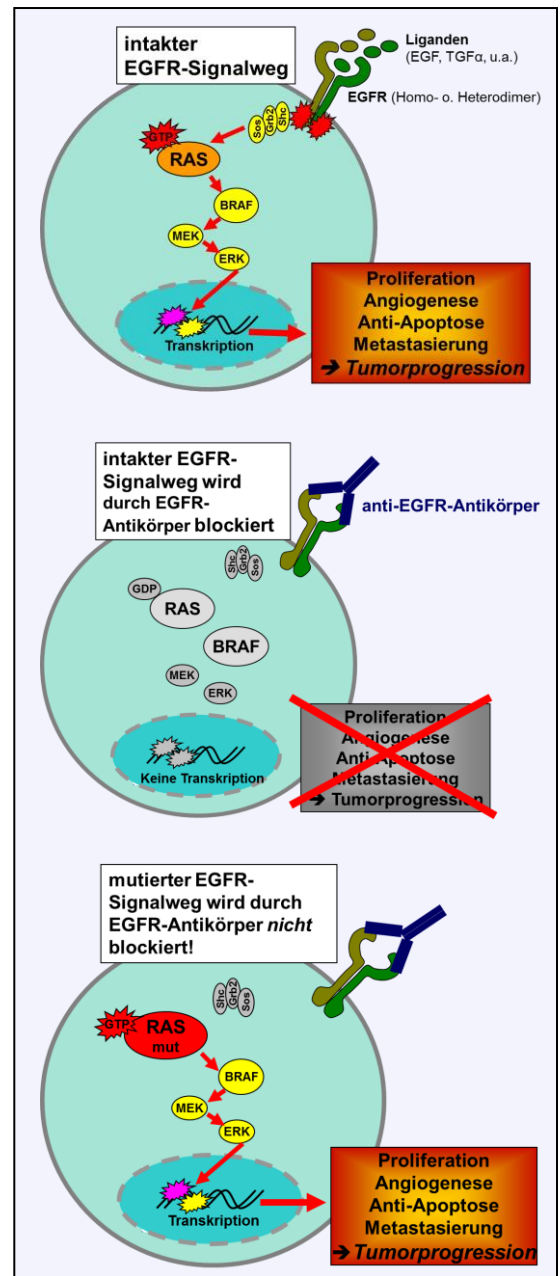 intakter
EGFR-Signalweg
Liganden
(EGF, TGFα, u.a.)
EGFR (Homo- o. Heterodimer)
Sos
Grb2
Shc
GTP
RAS
BRAF
MEK
ERK
Transkription
Proliferation
Angiogenese
Anti-Apoptose
Metastasierung
➔ Tumorprogression
intakter EGFR-
Signalweg wird
durch EGFR-
Antikörper blockiert
anti-EGFR-Antikörper
Shc
Grb2
Sos
GDP
RAS
BRAF
MEK
ERK
Keine Transkription
Proliferation
Angiogenese
Anti-Apoptose
Metastasierung
➔ Tumorprogression
mutierter EGFR-
Signalweg wird durch
EGFR-Antikörper nicht
blockiert!
Shc
Grb2
Sos
GTP
RAS
mut
BRAF
MEK
ERK
Transkription
Proliferation
Angiogenese
Anti-Apoptose
Metastasierung
➔ Tumorprogression